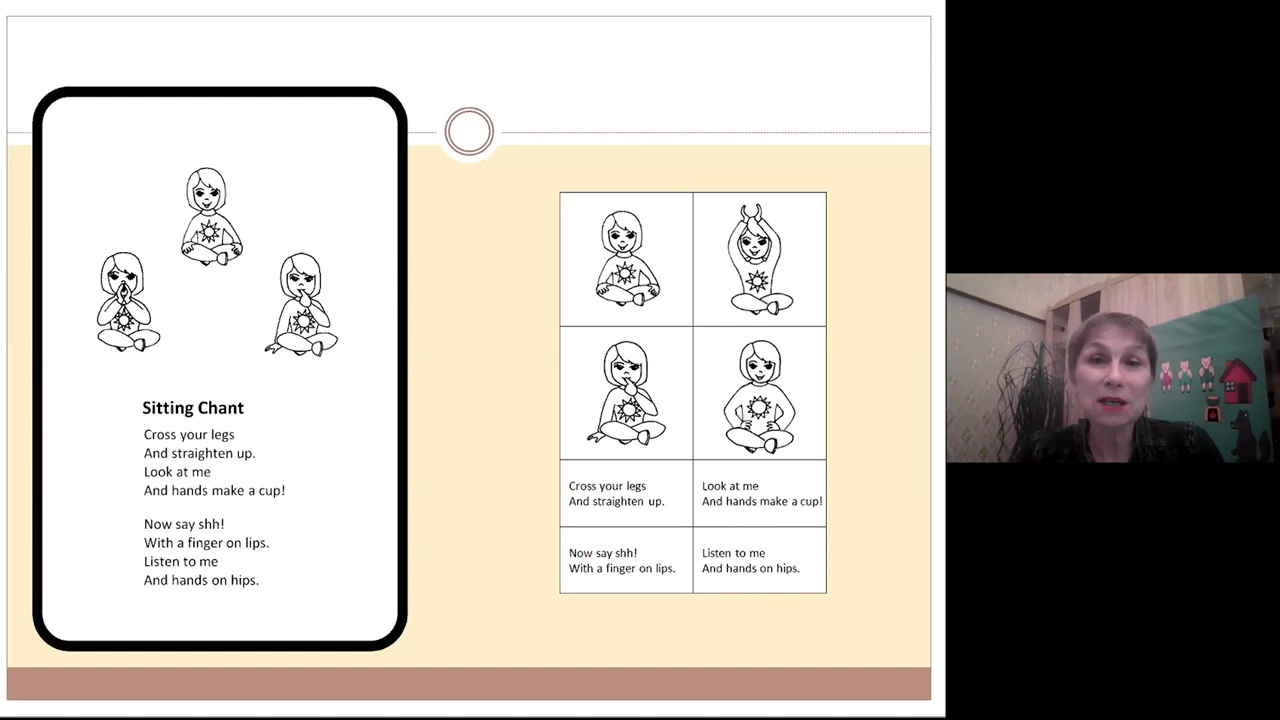 Sitting Chant
Cross your legs
And straighten up.
Look at me
And hands make a cup!
Now say shh!
With a finger on lips.
Listen to me
And hands on hips.
Cross your legs
And straighten up.
Look at me
And hands make a cup!
Now say shh!
With a finger on lips.
Listen to me
And hands on hips.